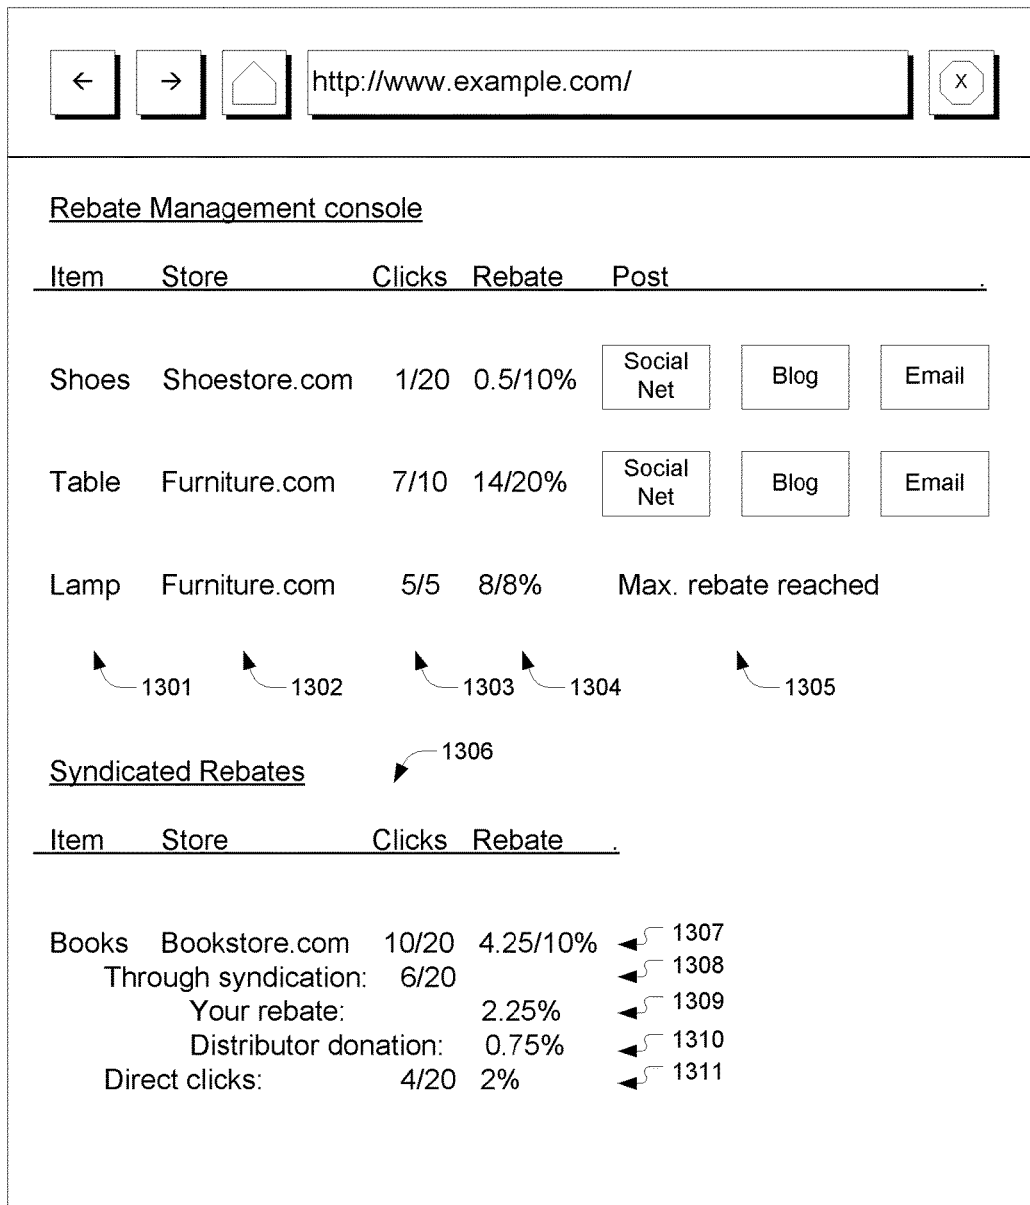 ← → http://www.example.com/ X
Rebate Management console
Item Store Clicks Rebate Post .
Shoes Shoestore.com 1/20 0.5/10% Social Net Blog Email
Table Furniture.com 7/10 14/20% Social Net Blog Email
Lamp Furniture.com 5/5 8/8% Max. rebate reached
1301 1302 1303 1304 1305
1306
Syndicated Rebates
Item Store Clicks Rebate .
Books Bookstore.com 10/20 4.25/10% 1307
Through syndication: 6/20 1308
Your rebate: 2.25% 1309
Distributor donation: 0.75% 1310
Direct clicks: 4/20 2% 1311